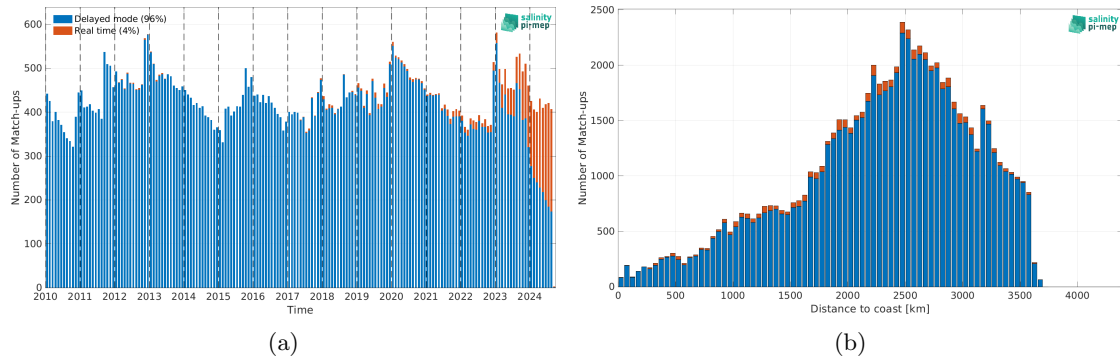 Delayed mode (96%)
Real time (4%)
salinity
pi-mep
600
500
400
300
200
100
0
Number of Match-ups
2010 2011 2012 2013 2014 2015 2016 2017 2018 2019 2020 2021 2022 2023 2024
Time
(a)
salinity
pi-mep
2500
2000
1500
1000
500
0
Number of Match-ups
0 500 1000 1500 2000 2500 3000 3500 4000
Distance to coast [km]
(b)